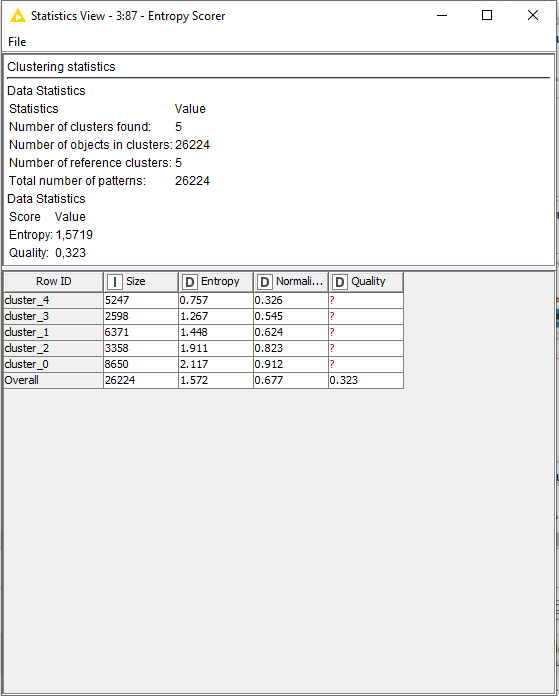 Statistics View - 3:87 - Entropy Scorer
File
Clustering statistics
Data Statistics
Statistics Value
Number of clusters found: 5
Number of objects in clusters: 26224
Number of reference clusters: 5
Total number of patterns: 26224
Data Statistics
Score Value
Entropy: 1,5719
Quality: 0,323
Row ID I Size D Entropy D Normali... D Quality
cluster_4 5247 0.757 0.326 ?
cluster_3 2598 1.267 0.545 ?
cluster_1 6371 1.448 0.624 ?
cluster_2 3358 1.911 0.823 ?
cluster_0 8650 2.117 0.912 ?
Overall 26224 1.572 0.677 0.323